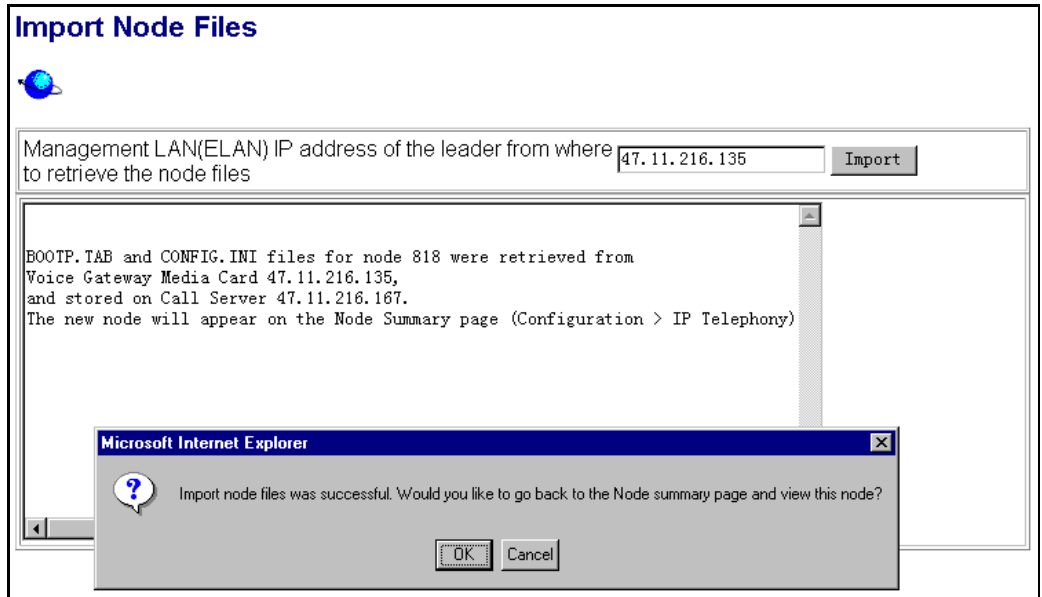 Import Node Files
Management LAN(ELAN) IP address of the leader from where
to retrieve the node files
47.11.216.135
Import
BOOTP.TAB and CONFIG.INI files for node 818 were retrieved from
Voice Gateway Media Card 47.11.216.135,
and stored on Call Server 47.11.216.167.
The new node will appear on the Node Summary page (Configuration > IP Telephony)
Microsoft Internet Explorer
Import node files was successful. Would you like to go back to the Node summary page and view this node?
OK
Cancel